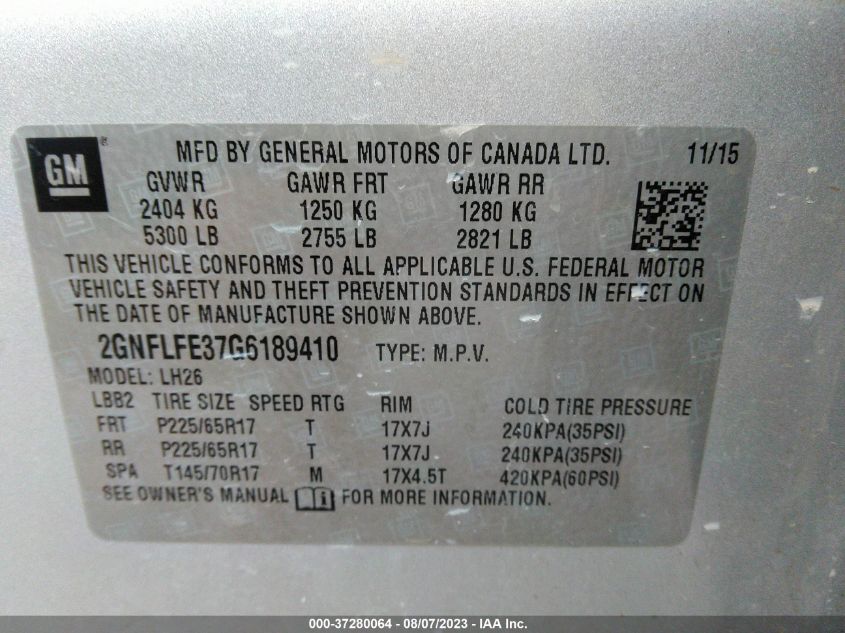 GM
MFD BY GENERAL MOTORS OF CANADA LTD. 11/15
GVWR GAWR FRT GAWR RR
2404 KG 1250 KG 1280 KG
5300 LB 2755 LB 2821 LB
THIS VEHICLE CONFORMS TO ALL APPLICABLE U.S. FEDERAL MOTOR
VEHICLE SAFETY AND THEFT PREVENTION STANDARDS IN EFFECT ON
THE DATE OF MANUFACTURE SHOWN ABOVE.
2GNFLFE37G6189410 TYPE: M.P.V.
MODEL: LH26
LBB2 TIRE SIZE SPEED RTG RIM COLD TIRE PRESSURE
FRT P225/65R17 T 17X7J 240KPA(35PSI)
RR P225/65R17 T 17X7J 240KPA(35PSI)
SPA T145/70R17 M 17X4.5T 420KPA(60PSI)
SEE OWNER'S MANUAL FOR MORE INFORMATION.
000-37280064 - 08/07/2023 - IAA Inc.